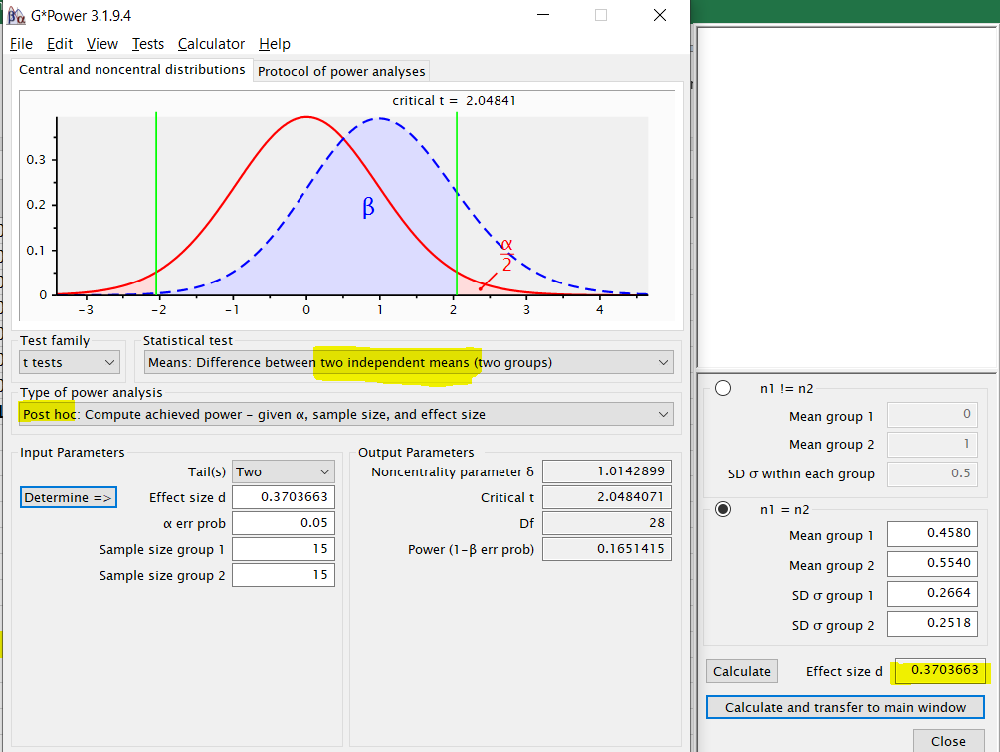 G*Power 3.1.9.4
File Edit View Tests Calculator Help
Central and noncentral distributions Protocol of power analyses
critical t = 2.04841
0.3
0.2
0.1
0
β
α
2
-3 -2 -1 0 1 2 3 4
Test family Statistical test
t tests Means: Difference between two independent means (two groups)
Type of power analysis
Post hoc: Compute achieved power – given α, sample size, and effect size
Input Parameters
Tail(s) Two
Determine => Effect size d 0.3703663
α err prob 0.05
Sample size group 1 15
Sample size group 2 15
Output Parameters
Noncentrality parameter δ 1.0142899
Critical t 2.0484071
Df 28
Power (1-β err prob) 0.1651415
n1 != n2
Mean group 1 0
Mean group 2 1
SD σ within each group 0.5
n1 = n2
Mean group 1 0.4580
Mean group 2 0.5540
SD σ group 1 0.2664
SD σ group 2 0.2518
Calculate Effect size d 0.3703663
Calculate and transfer to main window
Close